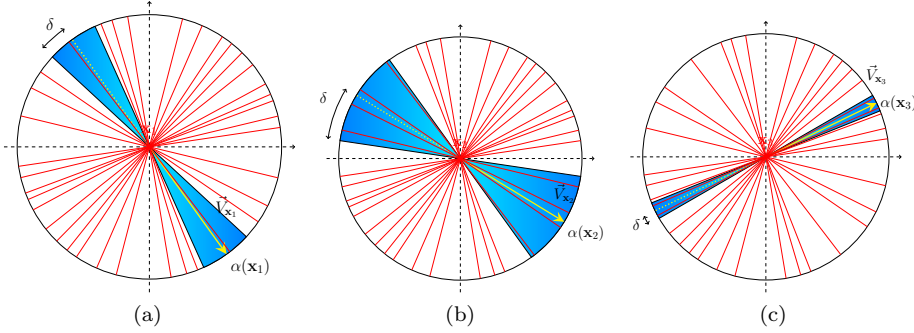 δ
V⃗x₁
α(x₁)
(a)
δ
V⃗x₂
α(x₂)
(b)
V⃗x₃
α(x₃)
δ
(c)